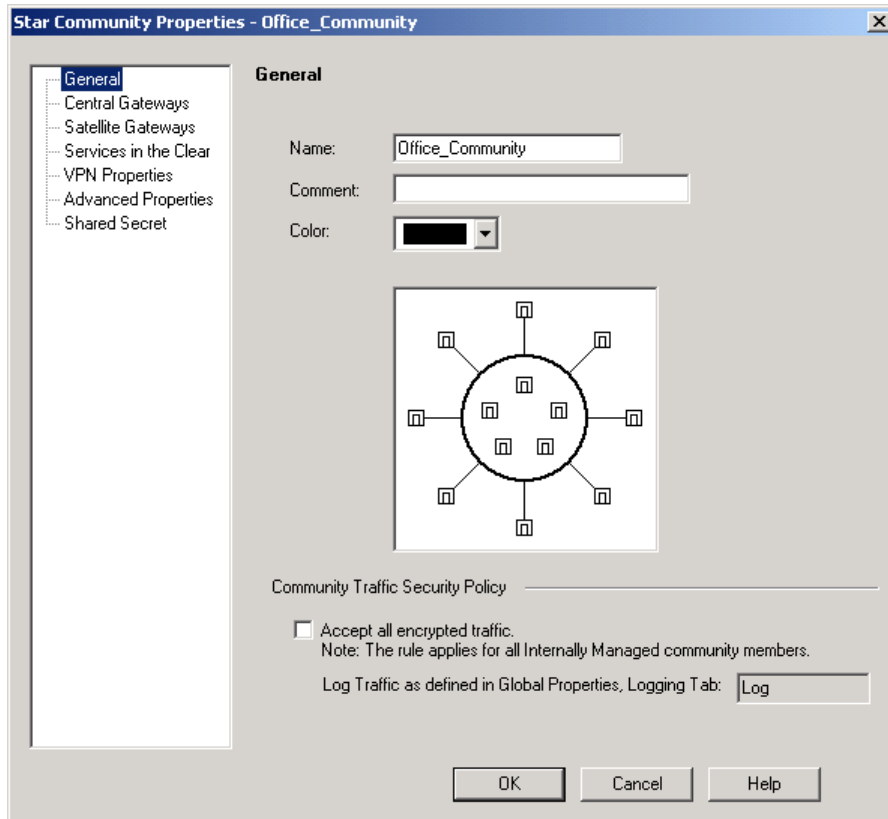 Star Community Properties - Office_Community
General
Central Gateways
Satellite Gateways
Services in the Clear
VPN Properties
Advanced Properties
Shared Secret
General
Name: Office_Community
Comment:
Color:
Community Traffic Security Policy
Accept all encrypted traffic.
Note: The rule applies for all Internally Managed community members.
Log Traffic as defined in Global Properties, Logging Tab: Log
OK Cancel Help